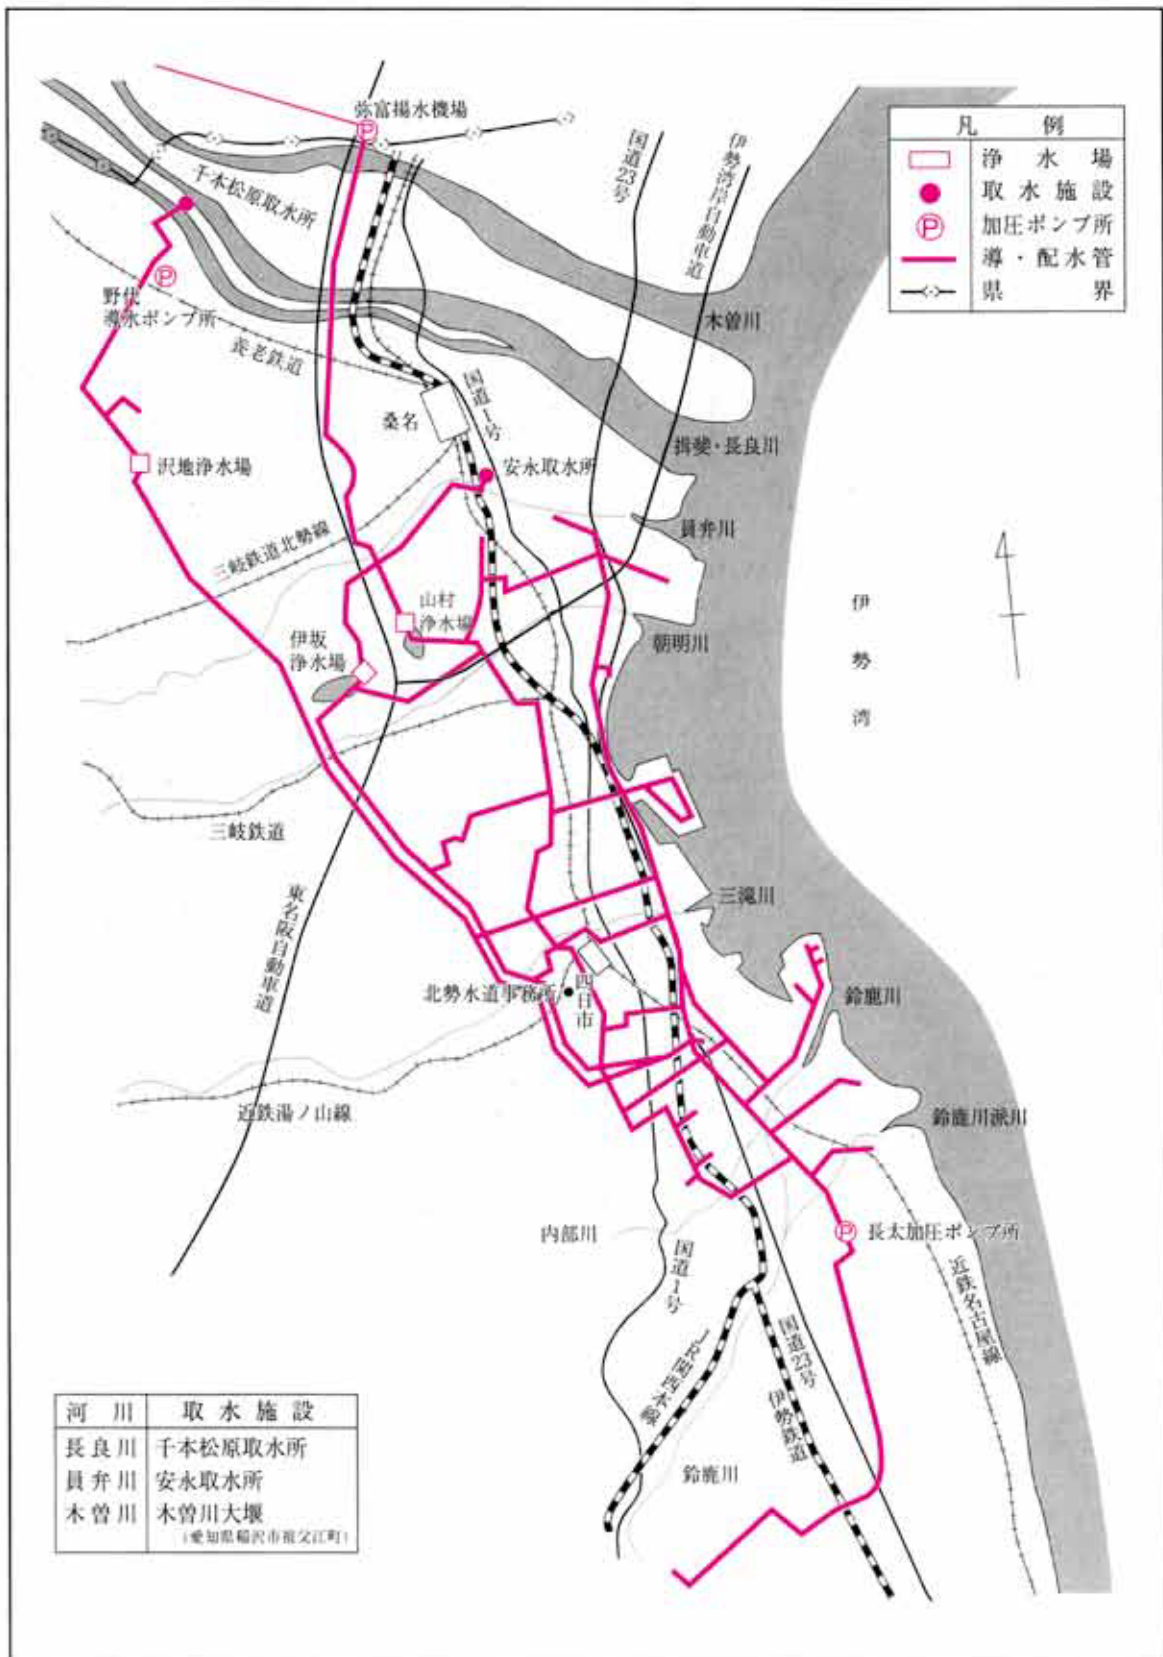 弥富揚水機場
国道23号
伊勢湾岸自動車道
凡 例
浄水場
取水施設
加圧ポンプ所
導・配水管
県界
千本松原取水所
野代
導水ポンプ所
養老鉄道
木曽川
国道1号
桑名
揖斐・長良川
沢地浄水場
安永取水所
員弁川
三岐鉄道北勢線
山村
浄水場
伊坂
浄水場
朝明川
伊勢湾
三岐鉄道
東名阪自動車道
三滝川
北勢水道事務所
四日市
鈴鹿川
近鉄湯ノ山線
鈴鹿川派川
内部川
長太加圧ポンプ所
国道1号
近鉄名古屋線
JR関西本線
国道23号
伊勢鉄道
鈴鹿川
河川 取水施設
長良川 千本松原取水所
員弁川 安永取水所
木曽川 木曽川大堰
(愛知県稲沢市祖父江町)